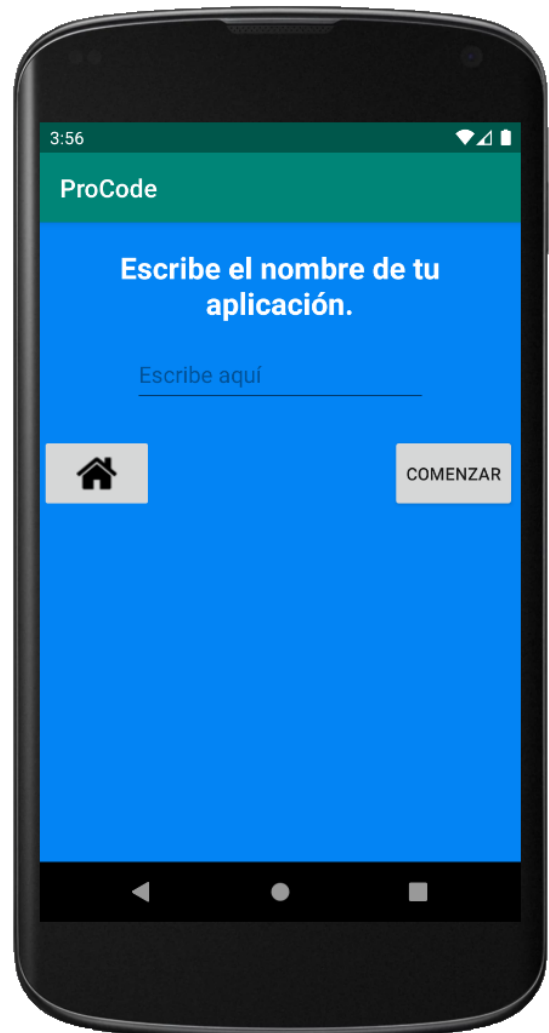 3:56
ProCode
Escribe el nombre de tu
aplicación.
Escribe aquí
COMENZAR